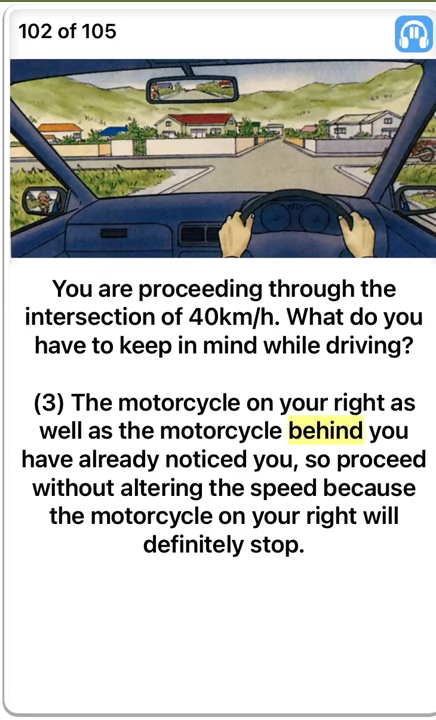 102 of 105
You are proceeding through the
intersection of 40km/h. What do you
have to keep in mind while driving?
(3) The motorcycle on your right as
well as the motorcycle behind you
have already noticed you, so proceed
without altering the speed because
the motorcycle on your right will
definitely stop.